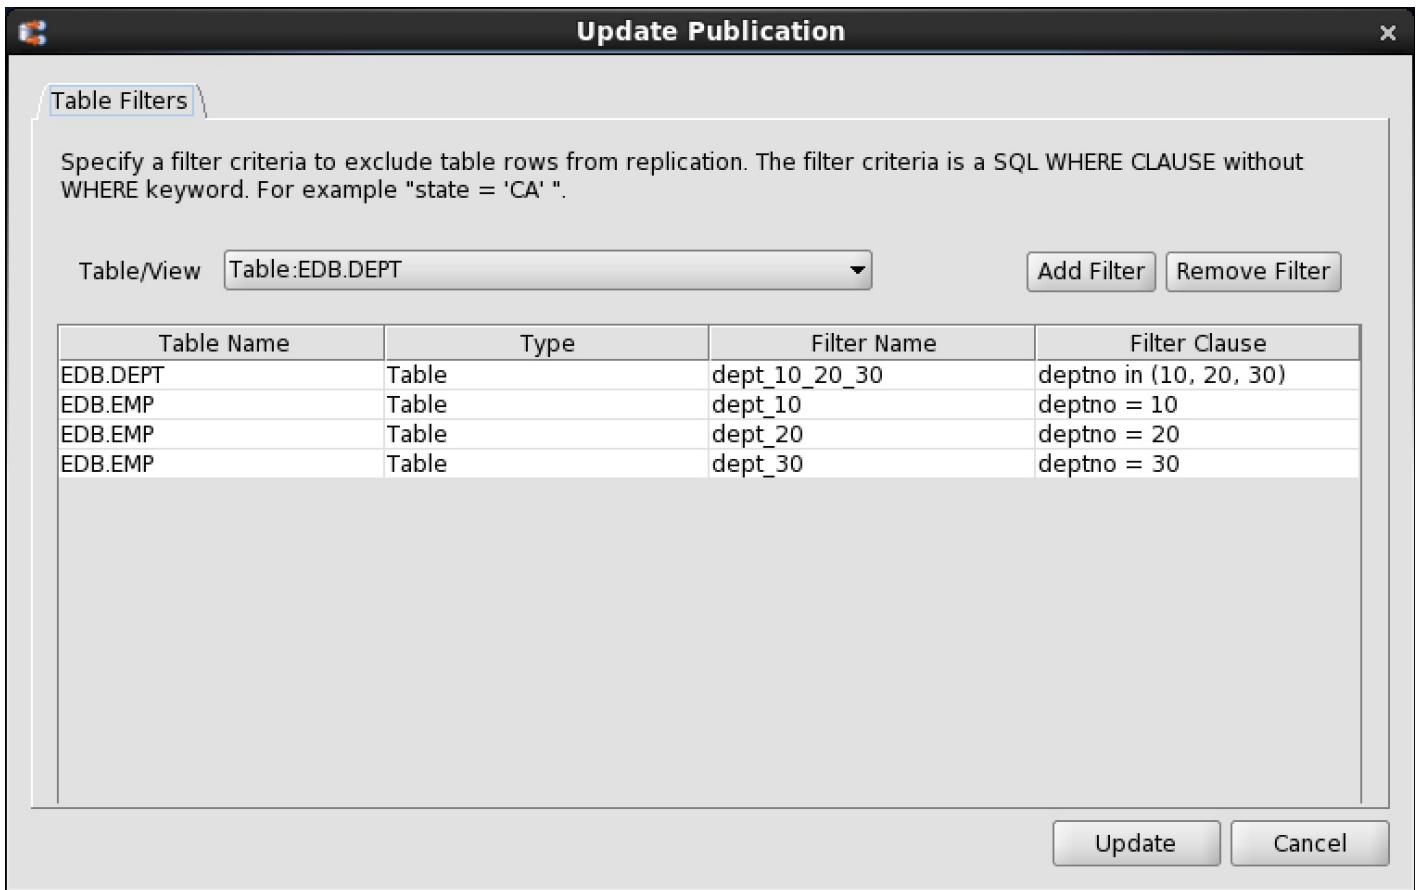 Update Publication
Table Filters
Specify a filter criteria to exclude table rows from replication. The filter criteria is a SQL WHERE CLAUSE without
WHERE keyword. For example "state = 'CA' ".
Table/View Table:EDB.DEPT Add Filter Remove Filter
Table Name Type Filter Name Filter Clause
EDB.DEPT Table dept_10_20_30 deptno in (10, 20, 30)
EDB.EMP Table dept_10 deptno = 10
EDB.EMP Table dept_20 deptno = 20
EDB.EMP Table dept_30 deptno = 30
Update Cancel